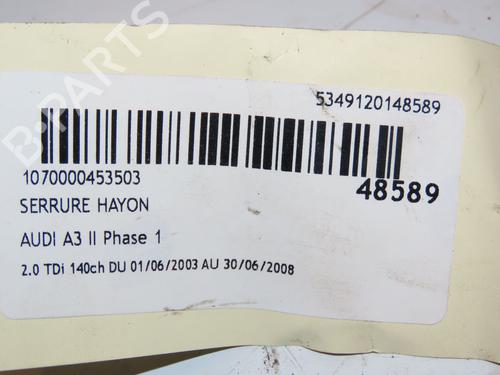 5349120148589
1070000453503
48589
SERRURE HAYON
AUDI A3 II Phase 1
2.0 TDi 140ch DU 01/06/2003 AU 30/06/2008
B-PARTS